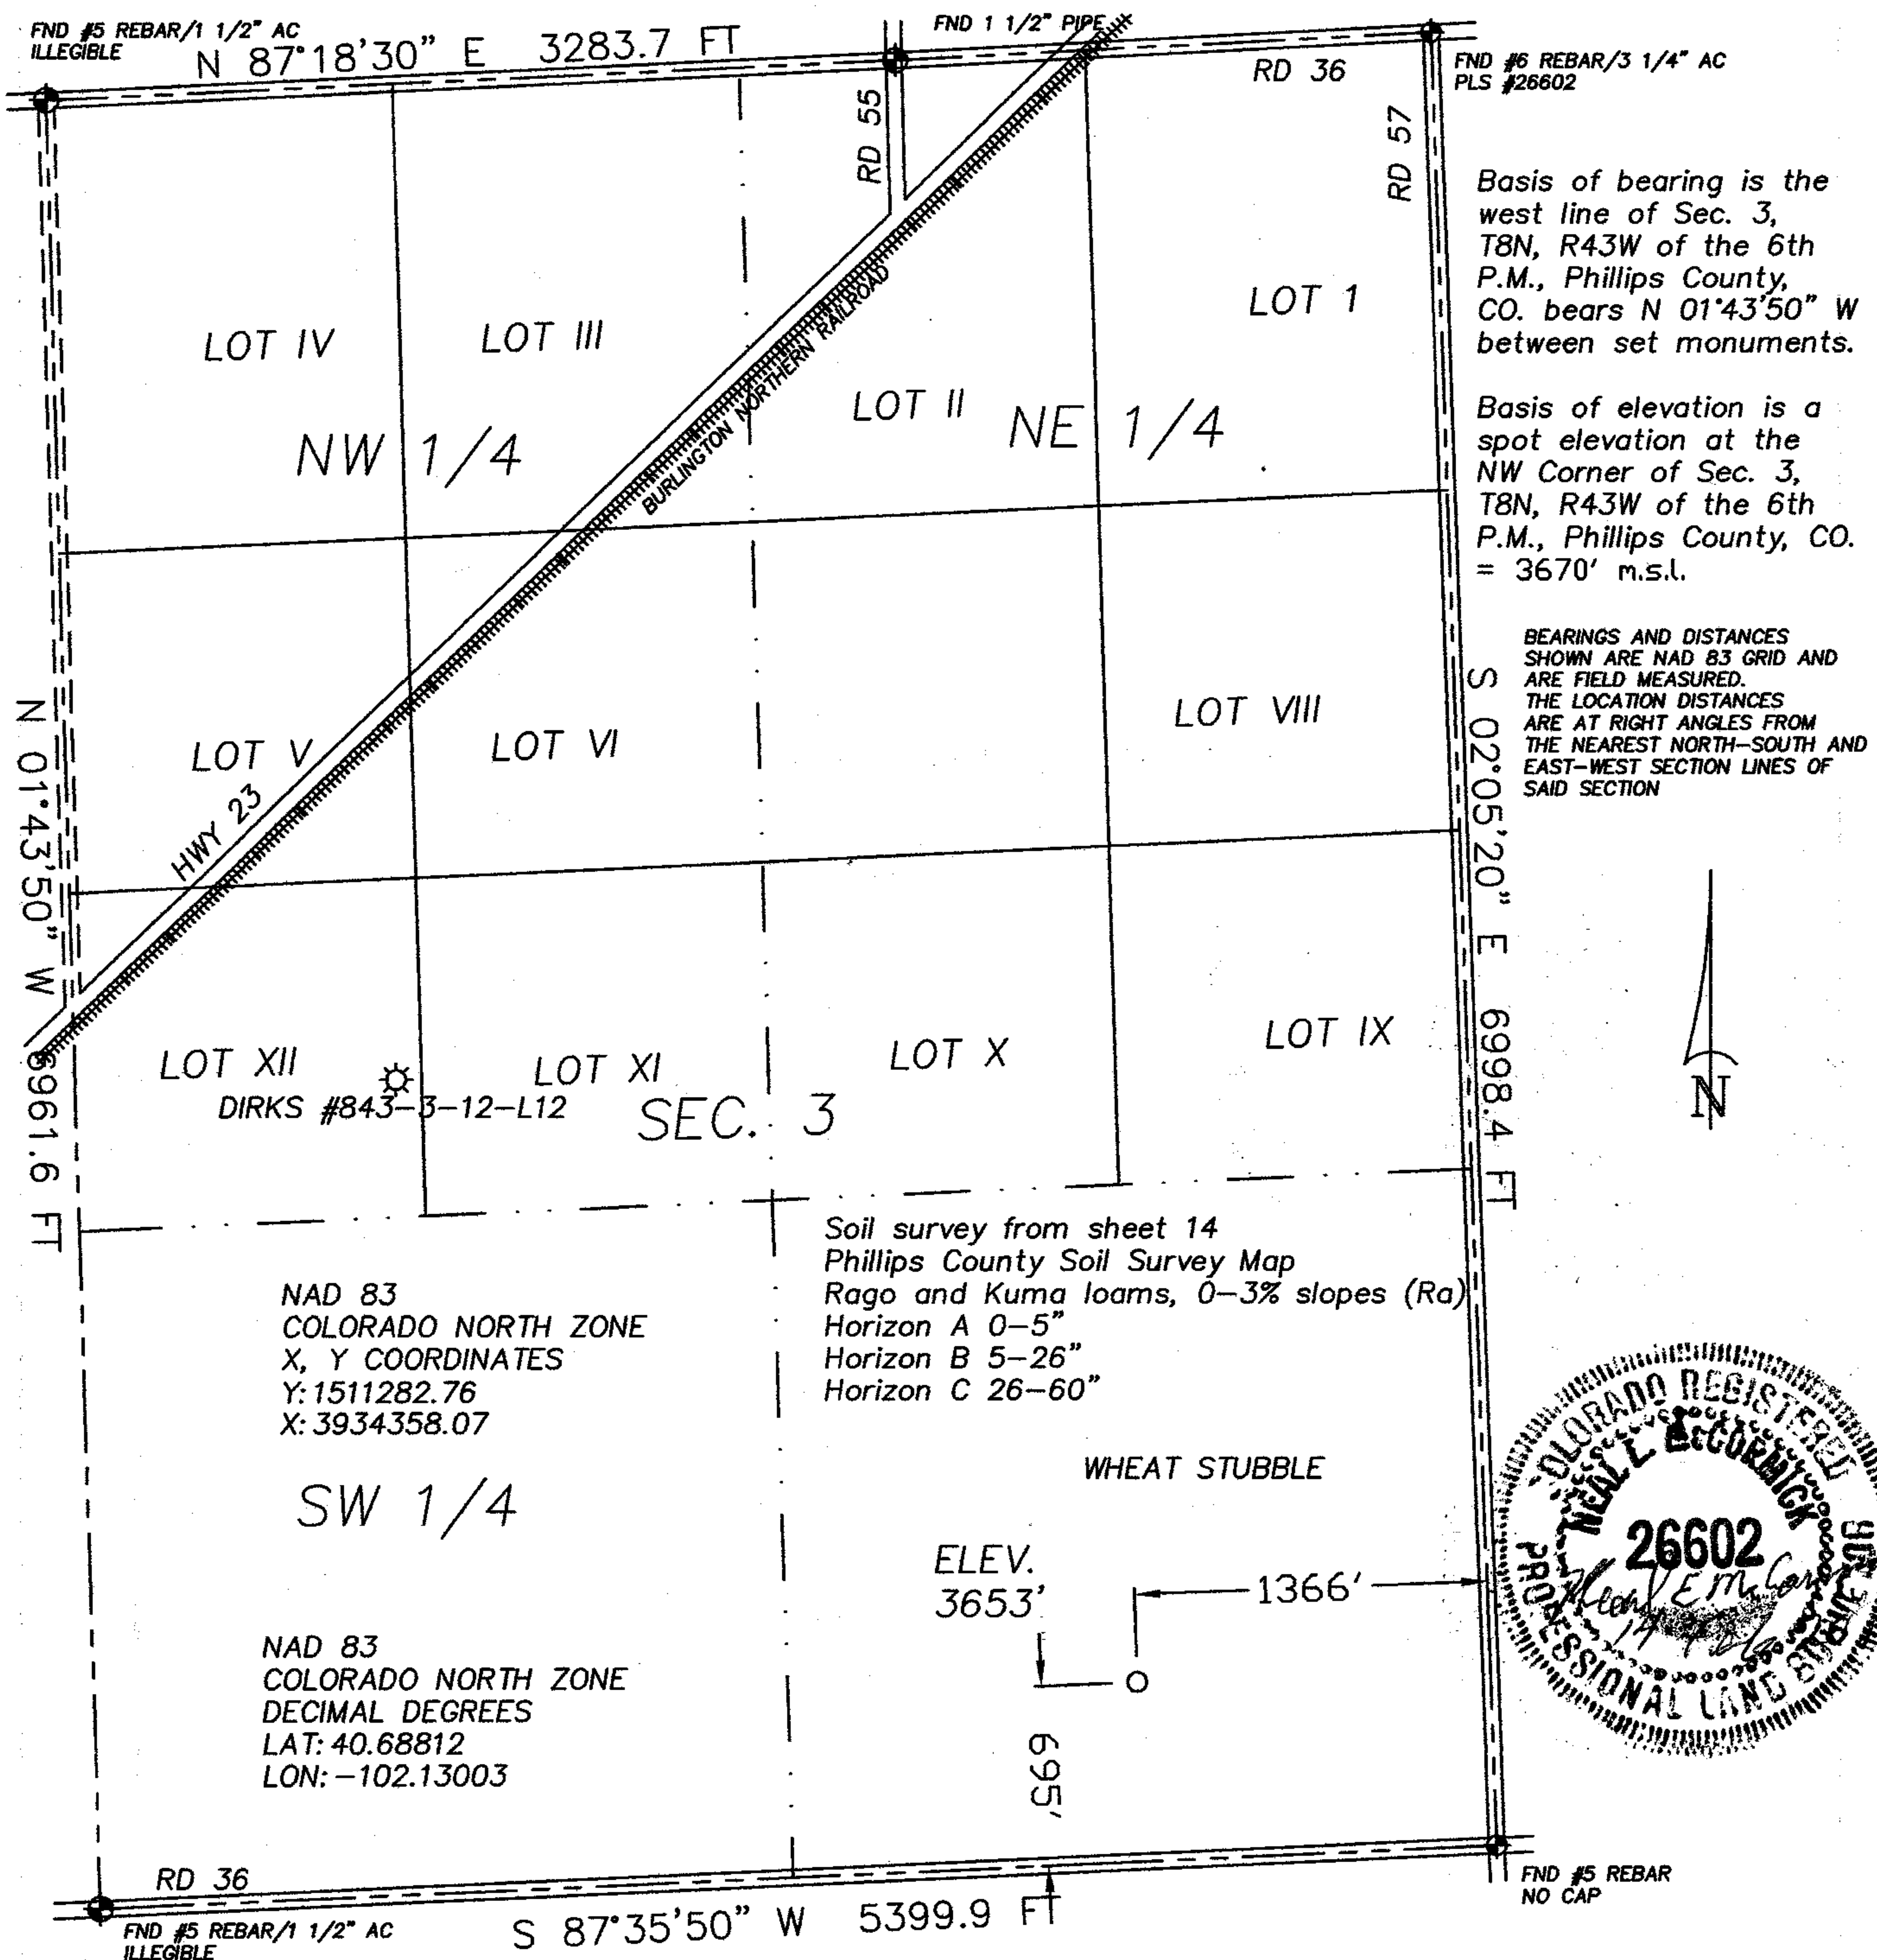 FND #5 REBAR/1 1/2" AC
ILLEGIBLE
N 87°18'30" E 3283.7 FT
FND 1 1/2" PIPE
RD 36
FND #6 REBAR/3 1/4" AC
PLS #26602
RD 55
RD 57
Basis of bearing is the
west line of Sec. 3,
T8N, R43W of the 6th
P.M., Phillips County,
CO. bears N 01°43'50" W
between set monuments.
LOT IV
LOT III
LOT II
LOT 1
NW 1/4
NE 1/4
BURLINGTON NORTHERN RAILROAD
Basis of elevation is a
spot elevation at the
NW Corner of Sec. 3,
T8N, R43W of the 6th
P.M., Phillips County, CO.
= 3670' m.s.l.
BEARINGS AND DISTANCES
SHOWN ARE NAD 83 GRID AND
ARE FIELD MEASURED.
THE LOCATION DISTANCES
ARE AT RIGHT ANGLES FROM
THE NEAREST NORTH-SOUTH AND
EAST-WEST SECTION LINES OF
SAID SECTION
N 01°43'50" W 6961.6 FT
S 02°05'20" E 6998.4 FT
LOT V
LOT VI
LOT VIII
HWY 23
LOT XII
LOT XI
LOT X
LOT IX
DIRKS #843-3-12-L12
SEC. 3
N
NAD 83
COLORADO NORTH ZONE
X, Y COORDINATES
Y: 1511282.76
X: 3934358.07
Soil survey from sheet 14
Phillips County Soil Survey Map
Rago and Kuma loams, 0-3% slopes (Ra)
Horizon A 0-5"
Horizon B 5-26"
Horizon C 26-60"
WHEAT STUBBLE
SW 1/4
ELEV.
3653'
1366'
695'
NAD 83
COLORADO NORTH ZONE
DECIMAL DEGREES
LAT: 40.68812
LON: -102.13003
COLORADO REGISTERED
NEAL E. McCORMICK
26602
PROFESSIONAL LAND SURVEYOR
RD 36
FND #5 REBAR/1 1/2" AC
ILLEGIBLE
S 87°35'50" W 5399.9 FT
FND #5 REBAR
NO CAP